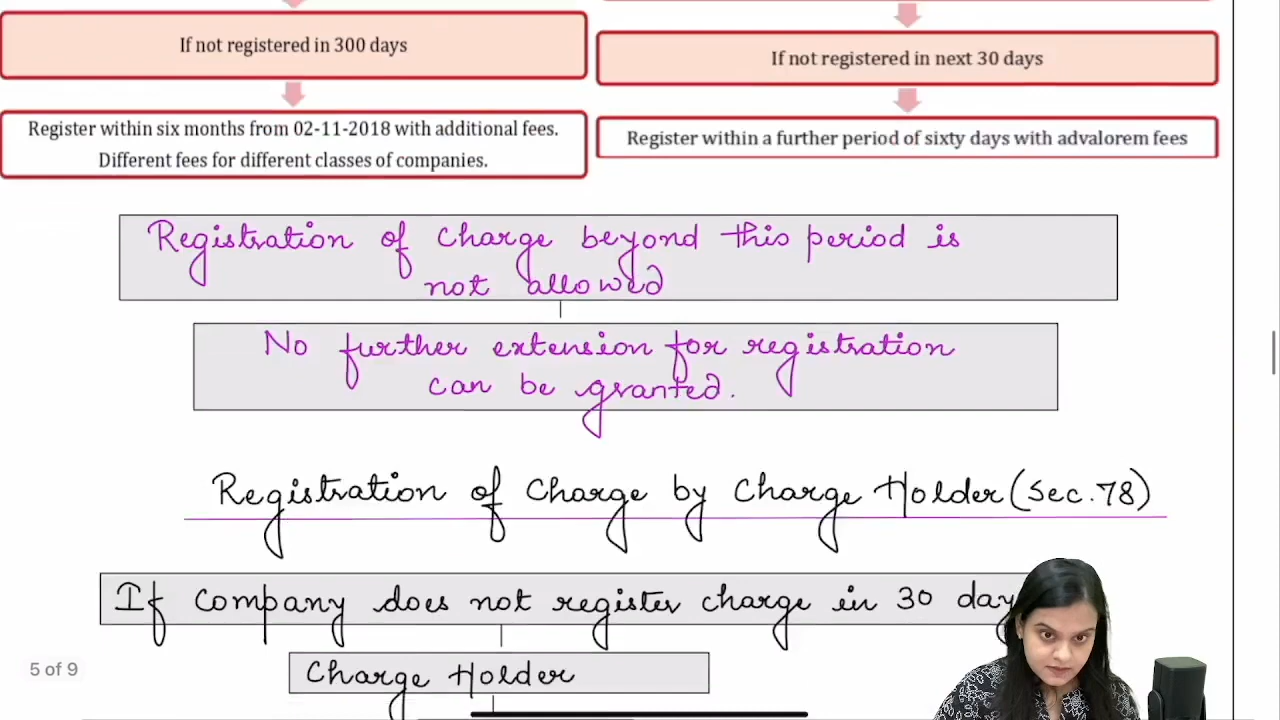 If not registered in 300 days
If not registered in next 30 days
Register within six months from 02-11-2018 with additional fees.
Different fees for different classes of companies.
Register within a further period of sixty days with advalorem fees
Registration of charge beyond this period is
not allowed
No further extension for registration
can be granted.
Registration of Charge by Charge Holder (Sec. 78)
If company does not register charge in 30 day
Charge Holder
5 of 9